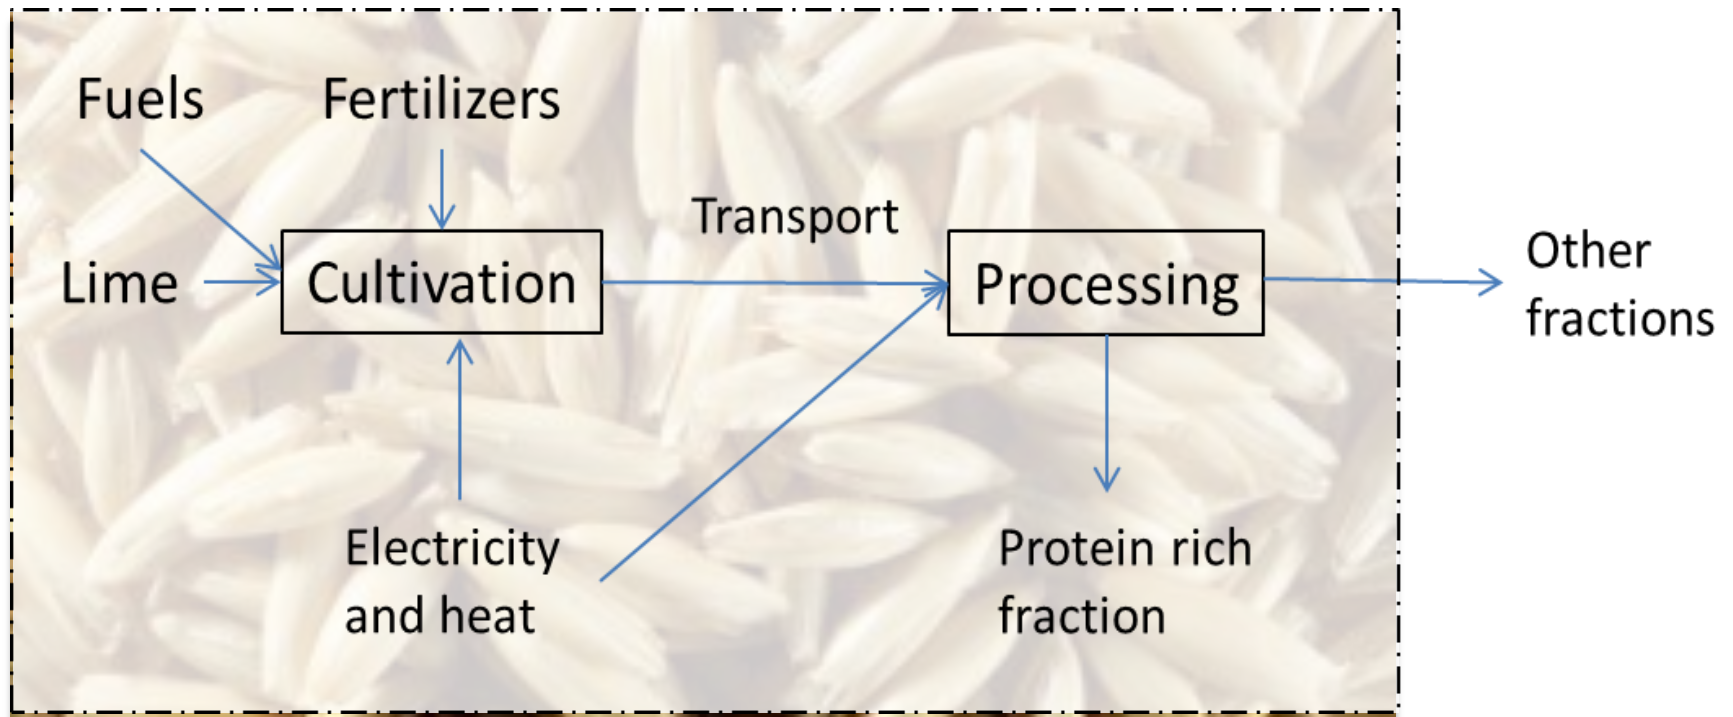 Fuels
Fertilizers
Transport
Lime
Cultivation
Processing
Other
fractions
Electricity
and heat
Protein rich
fraction